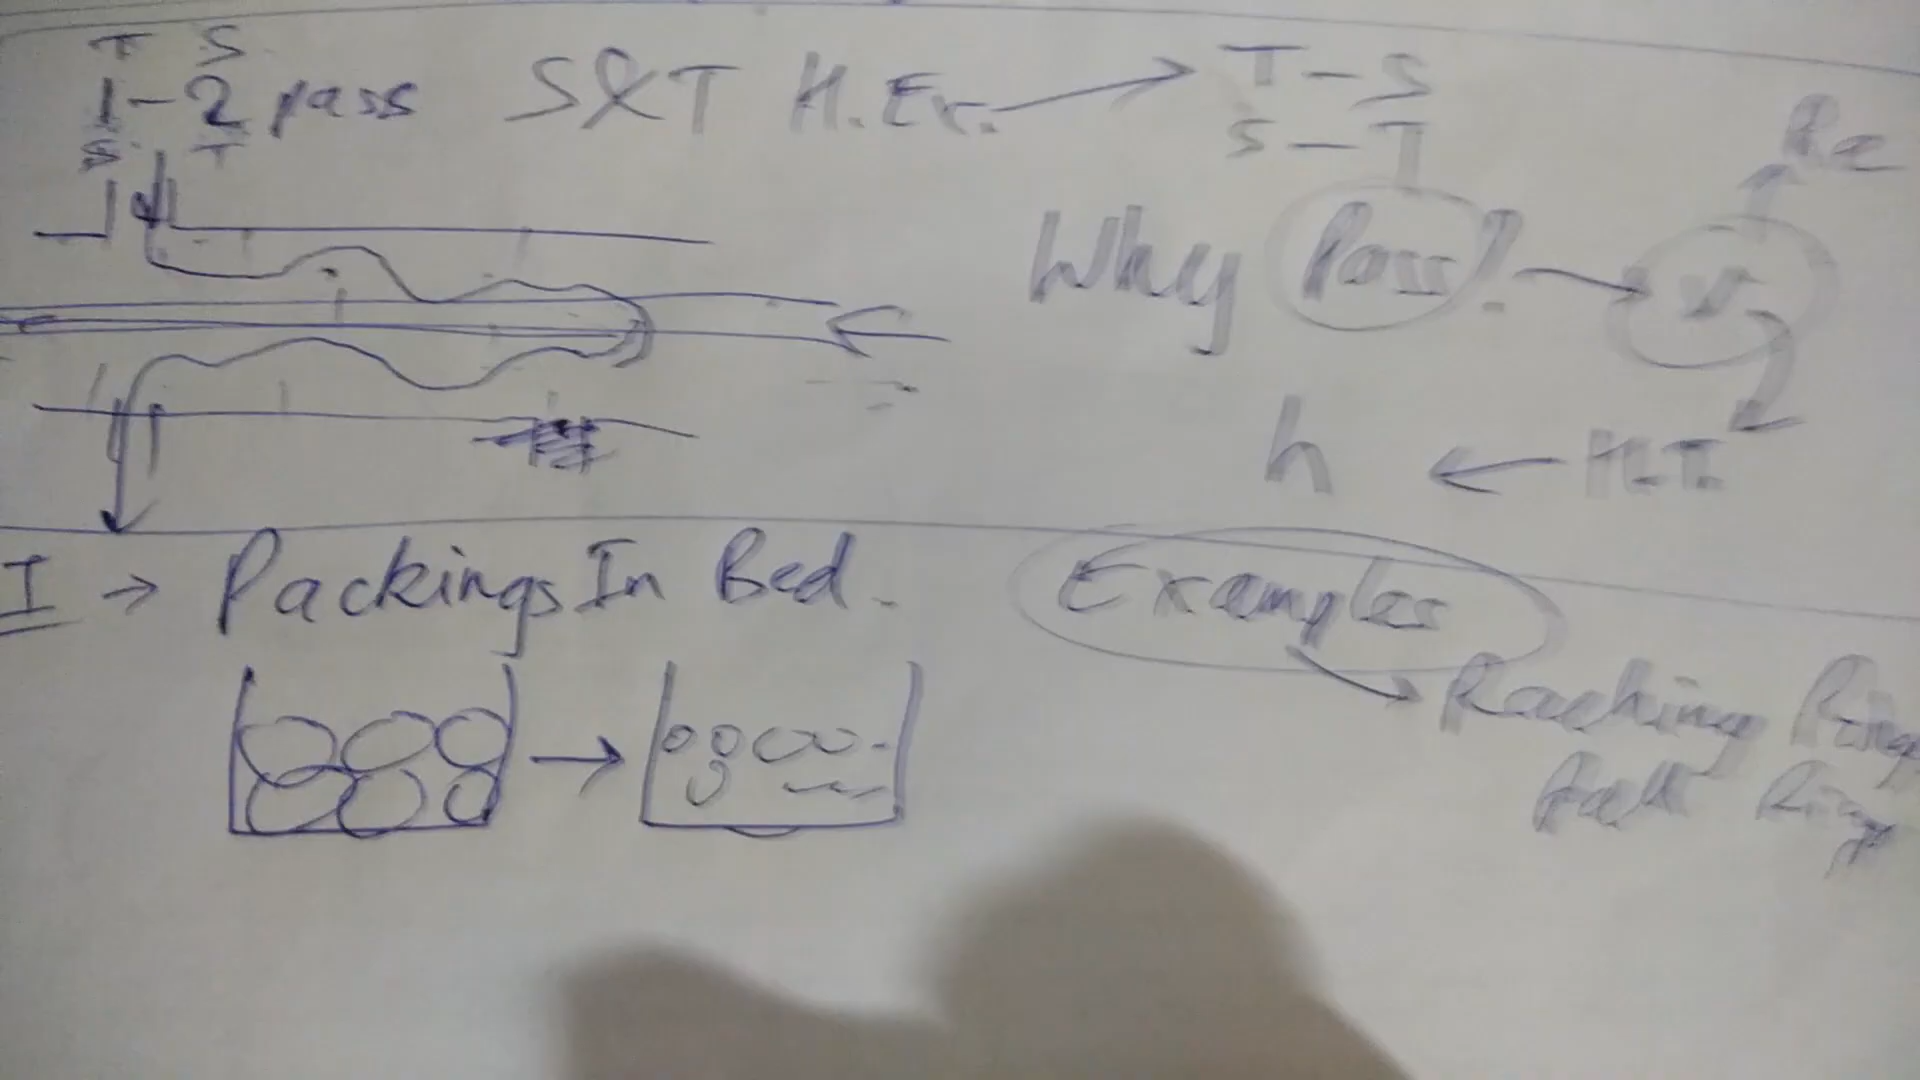 T S
1-2 pass S&T H.Ex. → T-S
S T
S-T
Re
Why Pass? → v
h ← H.T.
I → Packings In Bed.
Examples
Raching Ring
Pall Ring